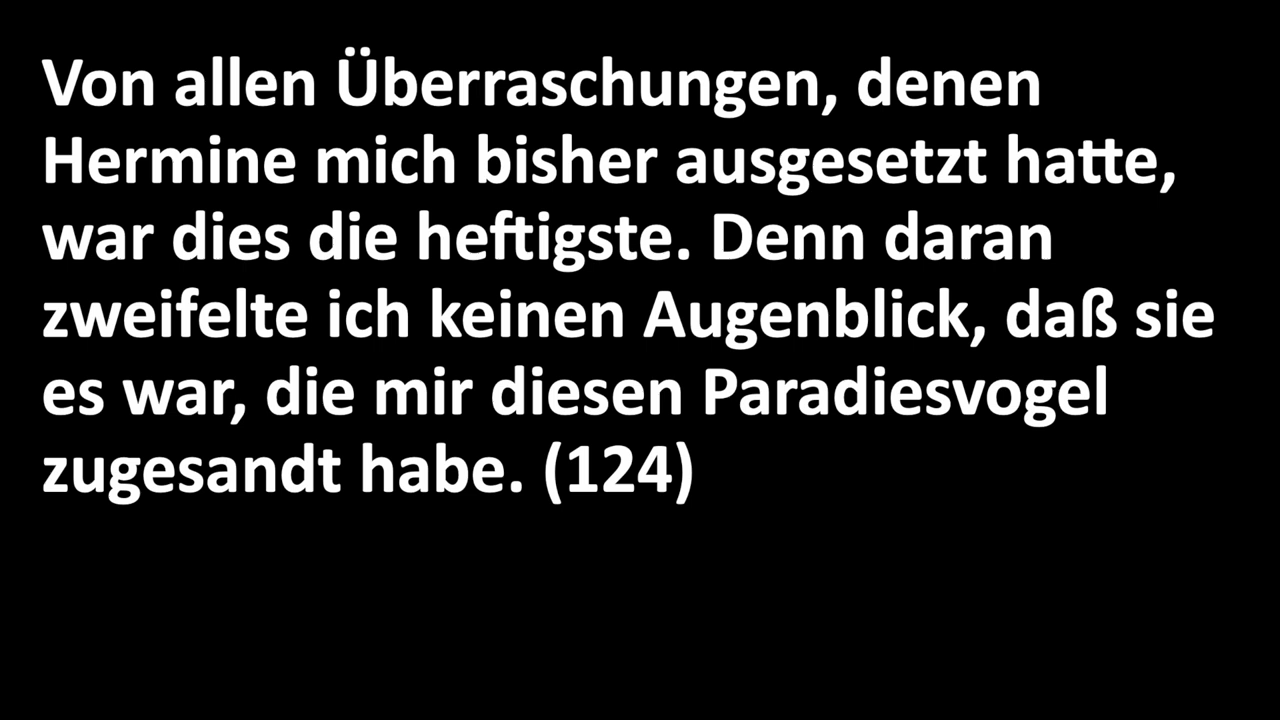 Von allen Überraschungen, denen
Hermine mich bisher ausgesetzt hatte,
war dies die heftigste. Denn daran
zweifelte ich keinen Augenblick, daß sie
es war, die mir diesen Paradiesvogel
zugesandt habe. (124)